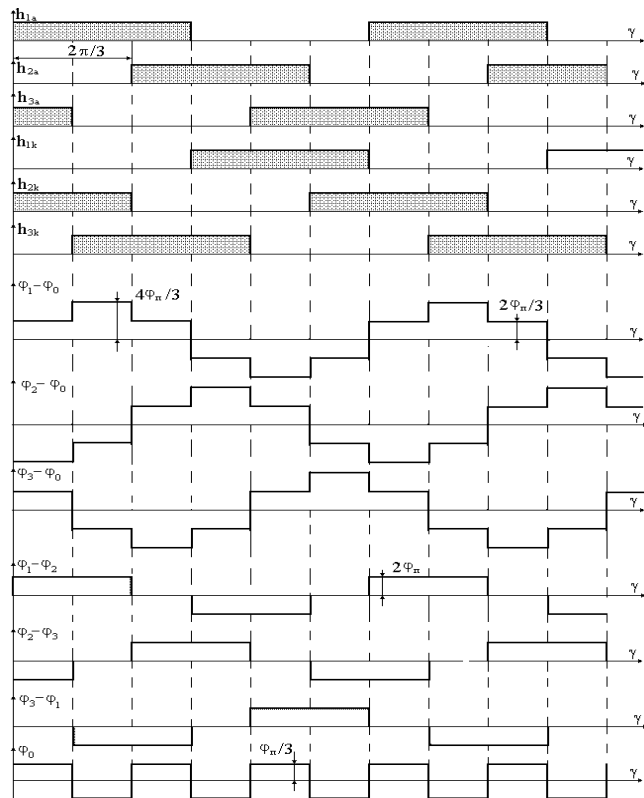 h1a γ
2π/3
h2a γ
h3a γ
h1k γ
h2k γ
h3k γ
φ1−φ0 4φπ/3 2φπ/3 γ
φ2−φ0 γ
φ3−φ0 γ
φ1−φ2 2φπ γ
φ2−φ3 γ
φ3−φ1 γ
φ0 φπ/3 γ